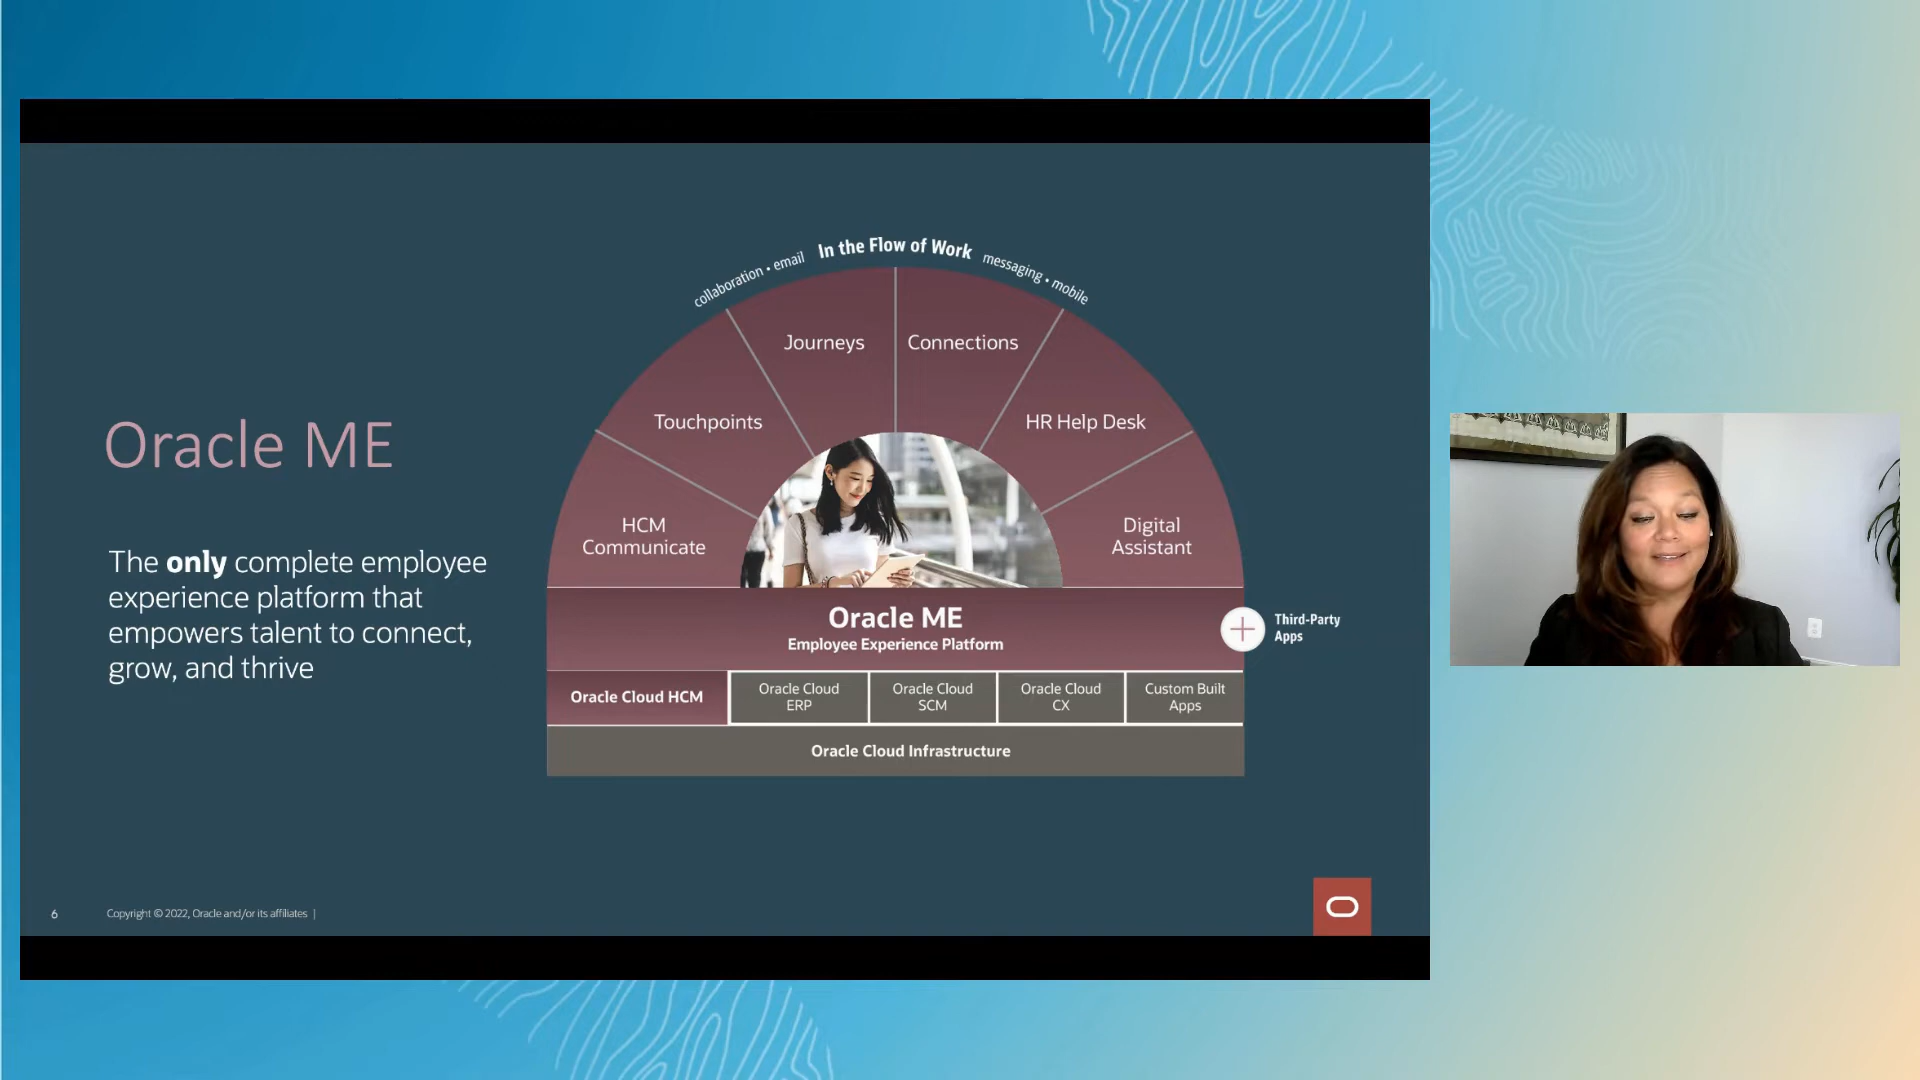 collaboration • email In the Flow of Work messaging • mobile
Journeys
Connections
Touchpoints
HR Help Desk
HCM
Communicate
Digital
Assistant
Oracle ME
The only complete employee
experience platform that
empowers talent to connect,
grow, and thrive
Oracle ME
Employee Experience Platform
Third-Party
Apps
Oracle Cloud HCM
Oracle Cloud
ERP
Oracle Cloud
SCM
Oracle Cloud
CX
Custom Built
Apps
Oracle Cloud Infrastructure
6
Copyright © 2022, Oracle and/or its affiliates |